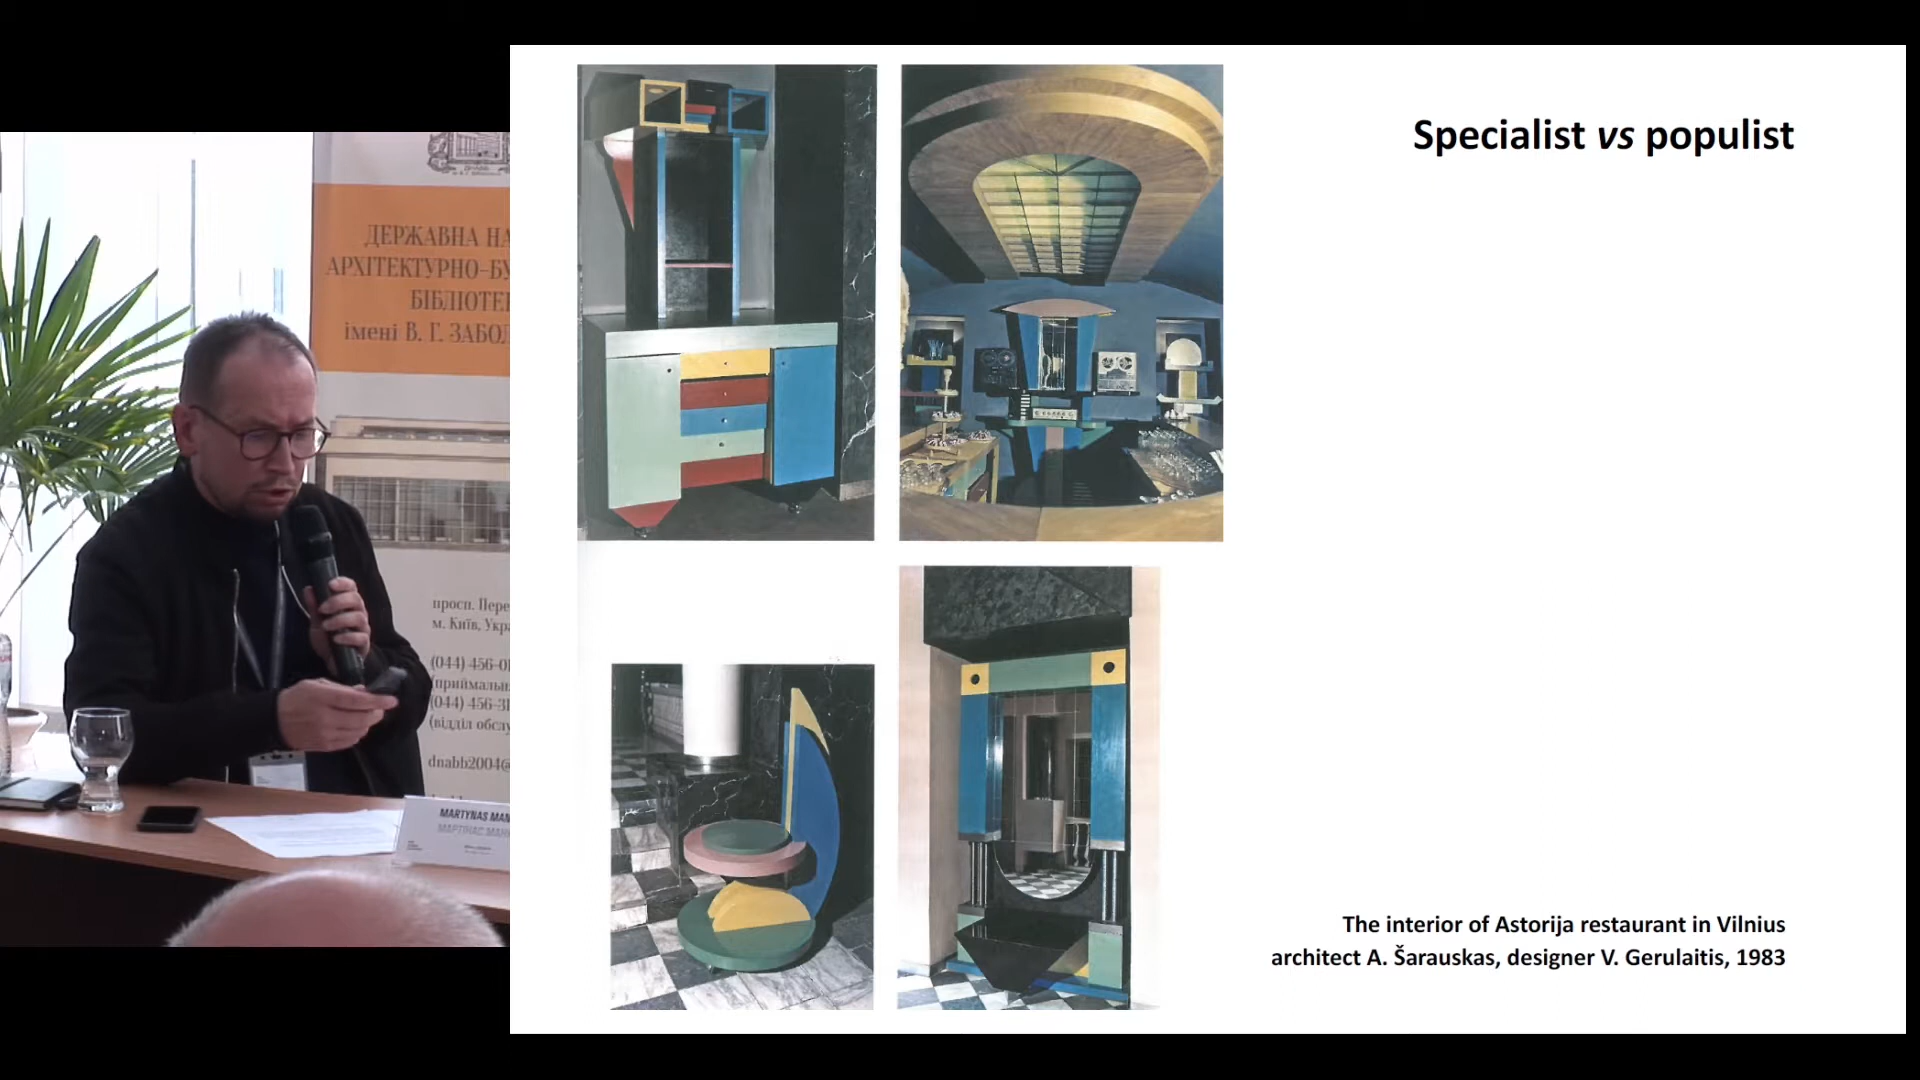 Specialist vs populist
The interior of Astorija restaurant in Vilnius
architect A. Šarauskas, designer V. Gerulaitis, 1983
ДЕРЖАВНА НА
АРХІТЕКТУРНО-БУ
БІБЛІОТЕ
імені В. Г. ЗАБОЛ
просп. Пере
м. Київ, Укра
(044) 456-0
(приймальн
(044) 456-3
(відділ обслу
dnabb2004@
MARTYNAS MAN